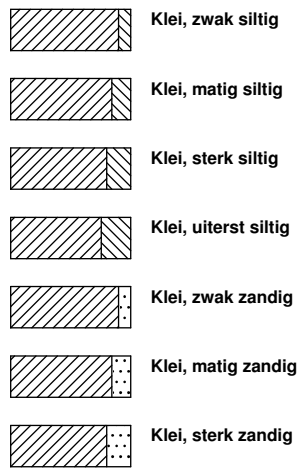 Klei, zwak siltig
Klei, matig siltig
Klei, sterk siltig
Klei, uiterst siltig
Klei, zwak zandig
Klei, matig zandig
Klei, sterk zandig